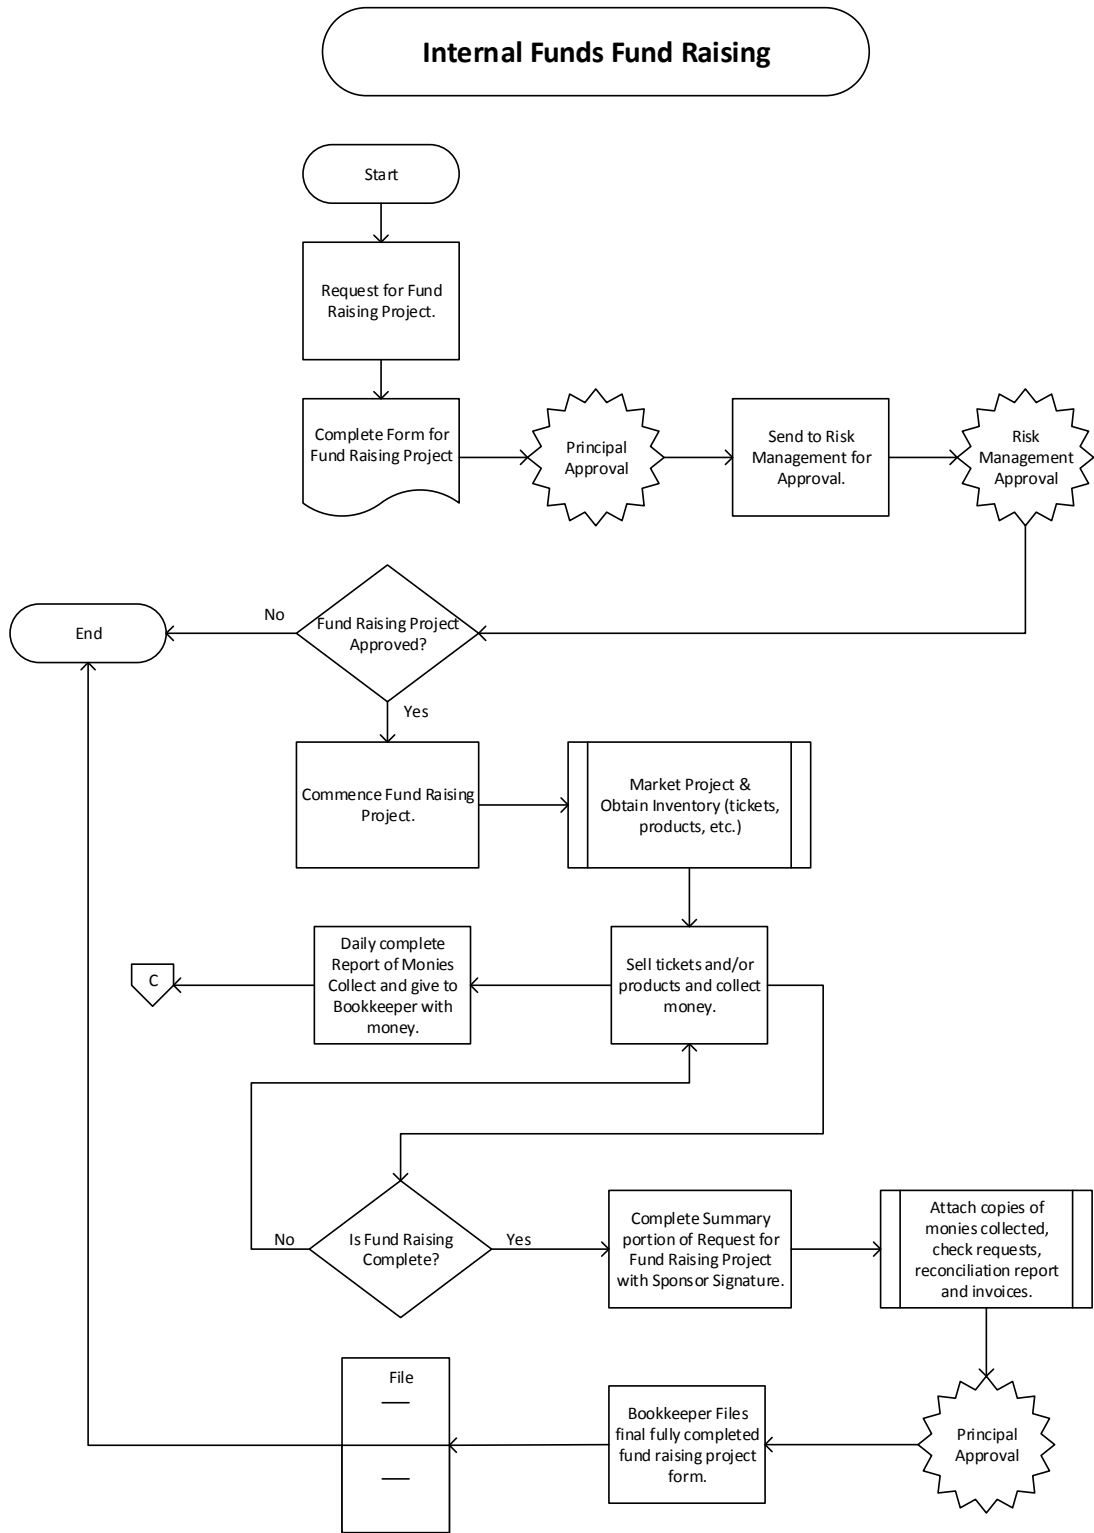 Internal Funds Fund Raising
Start
Request for Fund
Raising Project.
Complete Form for
Fund Raising Project
Principal
Approval
Send to Risk
Management for
Approval.
Risk
Management
Approval
End
No
Fund Raising Project
Approved?
Yes
Commence Fund Raising
Project.
Market Project &
Obtain Inventory (tickets,
products, etc.)
C
Daily complete
Report of Monies
Collect and give to
Bookkeeper with
money.
Sell tickets and/or
products and collect
money.
No
Is Fund Raising
Complete?
Yes
Complete Summary
portion of Request for
Fund Raising Project
with Sponsor Signature.
Attach copies of
monies collected,
check requests,
reconciliation report
and invoices.
File
Bookkeeper Files
final fully completed
fund raising project
form.
Principal
Approval